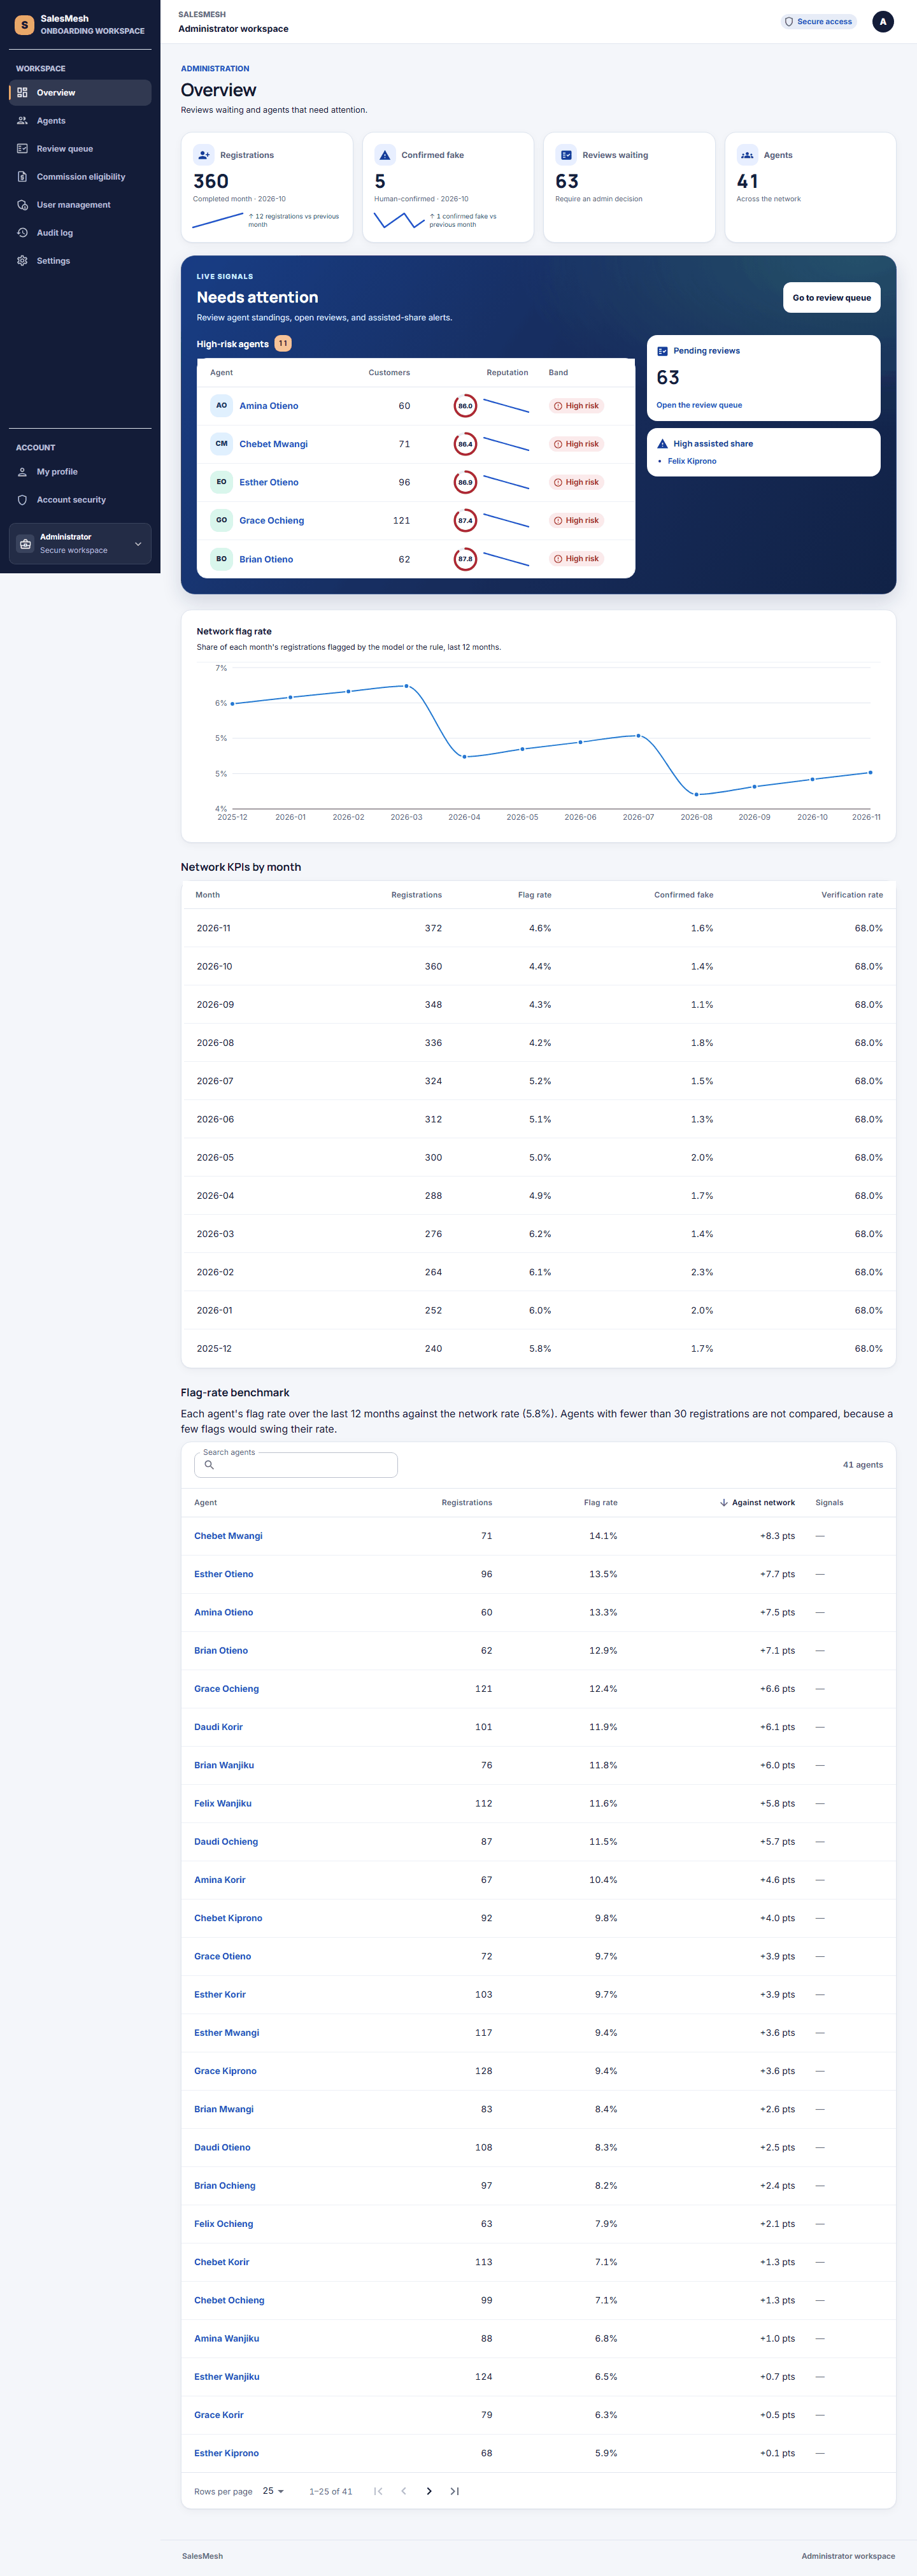 SalesMesh
ONBOARDING WORKSPACE
WORKSPACE
Overview
Agents
Review queue
Commission eligibility
User management
Audit log
Settings
ACCOUNT
My profile
Account security
Administrator
Secure workspace
SALESMESH
Administrator workspace
Secure access
A
ADMINISTRATION
Overview
Reviews waiting and agents that need attention.
Registrations
360
Completed month · 2026-10
↑ 12 registrations vs previous
month
Confirmed fake
5
Human-confirmed · 2026-10
↑ 1 confirmed fake vs
previous month
Reviews waiting
63
Require an admin decision
Agents
41
Across the network
LIVE SIGNALS
Needs attention
Review agent standings, open reviews, and assisted-share alerts.
Go to review queue
High-risk agents 11
Agent Customers Reputation Band
AO Amina Otieno 60 86.0 High risk
CM Chebet Mwangi 71 86.4 High risk
EO Esther Otieno 96 86.9 High risk
GO Grace Ochieng 121 87.4 High risk
BO Brian Otieno 62 87.8 High risk
Pending reviews
63
Open the review queue
High assisted share
• Felix Kiprono
Network flag rate
Share of each month's registrations flagged by the model or the rule, last 12 months.
7%
6%
5%
5%
4%
2025-12 2026-01 2026-02 2026-03 2026-04 2026-05 2026-06 2026-07 2026-08 2026-09 2026-10 2026-11
Network KPIs by month
Month Registrations Flag rate Confirmed fake Verification rate
2026-11 372 4.6% 1.6% 68.0%
2026-10 360 4.4% 1.4% 68.0%
2026-09 348 4.3% 1.1% 68.0%
2026-08 336 4.2% 1.8% 68.0%
2026-07 324 5.2% 1.5% 68.0%
2026-06 312 5.1% 1.3% 68.0%
2026-05 300 5.0% 2.0% 68.0%
2026-04 288 4.9% 1.7% 68.0%
2026-03 276 6.2% 1.4% 68.0%
2026-02 264 6.1% 2.3% 68.0%
2026-01 252 6.0% 2.0% 68.0%
2025-12 240 5.8% 1.7% 68.0%
Flag-rate benchmark
Each agent's flag rate over the last 12 months against the network rate (5.8%). Agents with fewer than 30 registrations are not compared, because a
few flags would swing their rate.
Search agents
41 agents
Agent Registrations Flag rate ↓ Against network Signals
Chebet Mwangi 71 14.1% +8.3 pts —
Esther Otieno 96 13.5% +7.7 pts —
Amina Otieno 60 13.3% +7.5 pts —
Brian Otieno 62 12.9% +7.1 pts —
Grace Ochieng 121 12.4% +6.6 pts —
Daudi Korir 101 11.9% +6.1 pts —
Brian Wanjiku 76 11.8% +6.0 pts —
Felix Wanjiku 112 11.6% +5.8 pts —
Daudi Ochieng 87 11.5% +5.7 pts —
Amina Korir 67 10.4% +4.6 pts —
Chebet Kiprono 92 9.8% +4.0 pts —
Grace Otieno 72 9.7% +3.9 pts —
Esther Korir 103 9.7% +3.9 pts —
Esther Mwangi 117 9.4% +3.6 pts —
Grace Kiprono 128 9.4% +3.6 pts —
Brian Mwangi 83 8.4% +2.6 pts —
Daudi Otieno 108 8.3% +2.5 pts —
Brian Ochieng 97 8.2% +2.4 pts —
Felix Ochieng 63 7.9% +2.1 pts —
Chebet Korir 113 7.1% +1.3 pts —
Chebet Ochieng 99 7.1% +1.3 pts —
Amina Wanjiku 88 6.8% +1.0 pts —
Esther Wanjiku 124 6.5% +0.7 pts —
Grace Korir 79 6.3% +0.5 pts —
Esther Kiprono 68 5.9% +0.1 pts —
Rows per page 25 1–25 of 41
SalesMesh
Administrator workspace